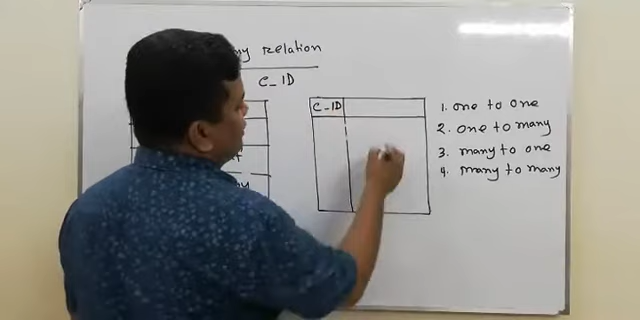 relation
C_ID
C_ID
1. one to one
2. one to many
3. many to one
4. many to many